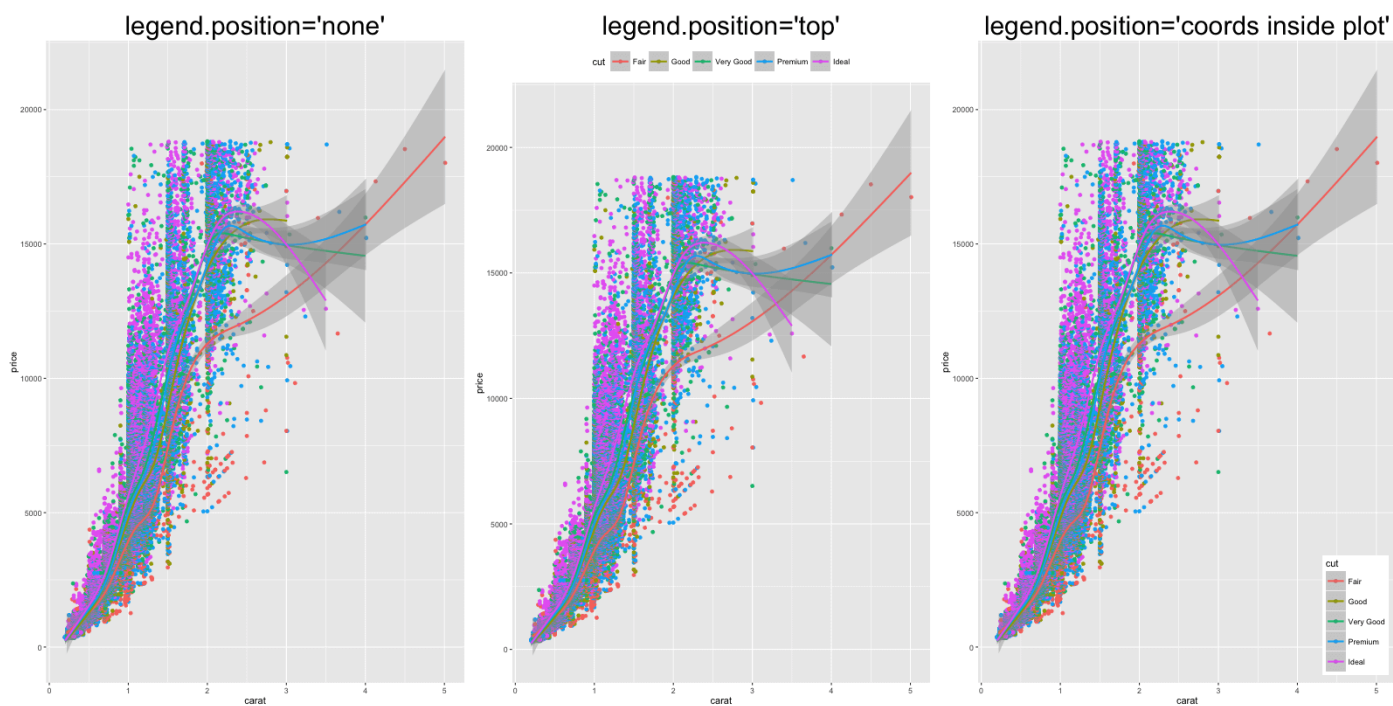 legend.position='none'
20000
15000
10000
5000
0
price
0 1 2 3 4 5
carat
legend.position='top'
cut Fair Good Very Good Premium Ideal
20000
15000
10000
5000
0
price
0 1 2 3 4 5
carat
legend.position='coords inside plot'
20000
15000
10000
5000
0
price
cut
Fair
Good
Very Good
Premium
Ideal
0 1 2 3 4 5
carat